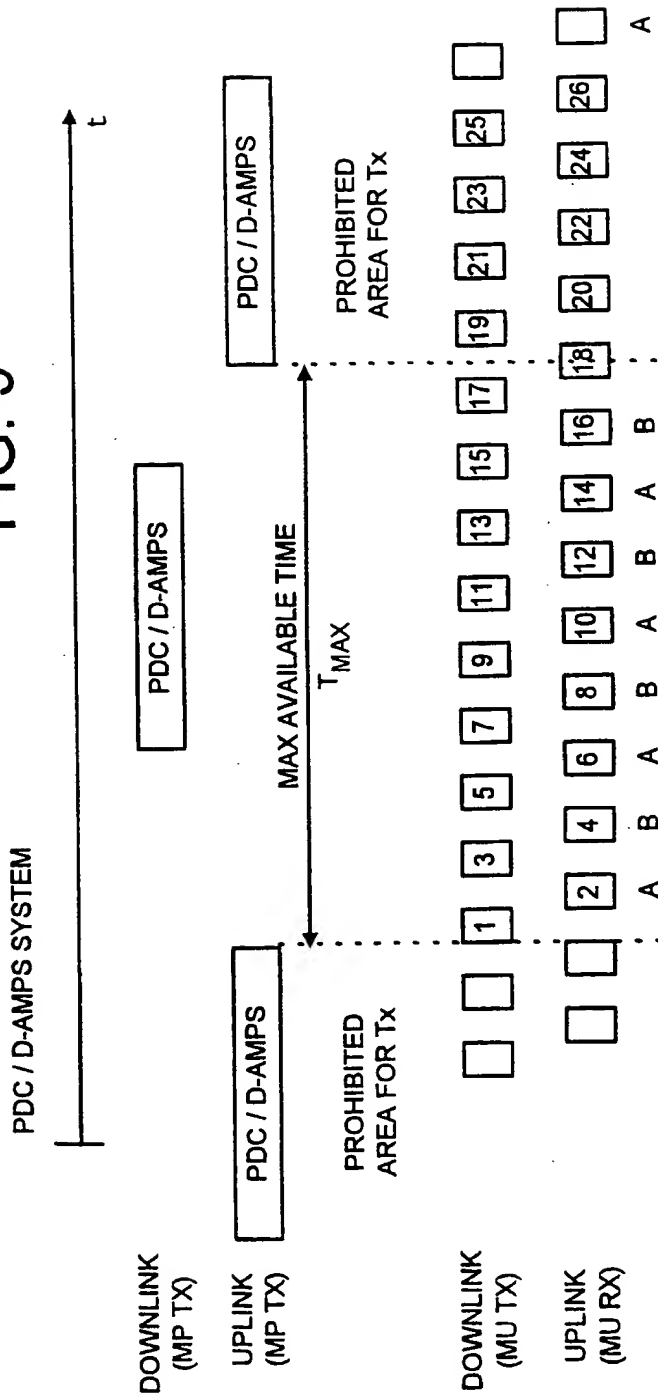 FIG.
PDC / D-AMPS SYSTEM
t
DOWNLINK
(MP TX)
PDC / D-AMPS
UPLINK
(MP TX)
PDC / D-AMPS
MAX AVAILABLE TIME
TMAX
PDC / D-AMPS
PROHIBITED
AREA FOR Tx
PROHIBITED
AREA FOR Tx
DOWNLINK
(MU TX)
1 3 5 7 9 11 13 15 17 19 21 23 25
UPLINK
(MU RX)
2 4 6 8 10 12 14 16 18 20 22 24 26
A B A B A B A B A